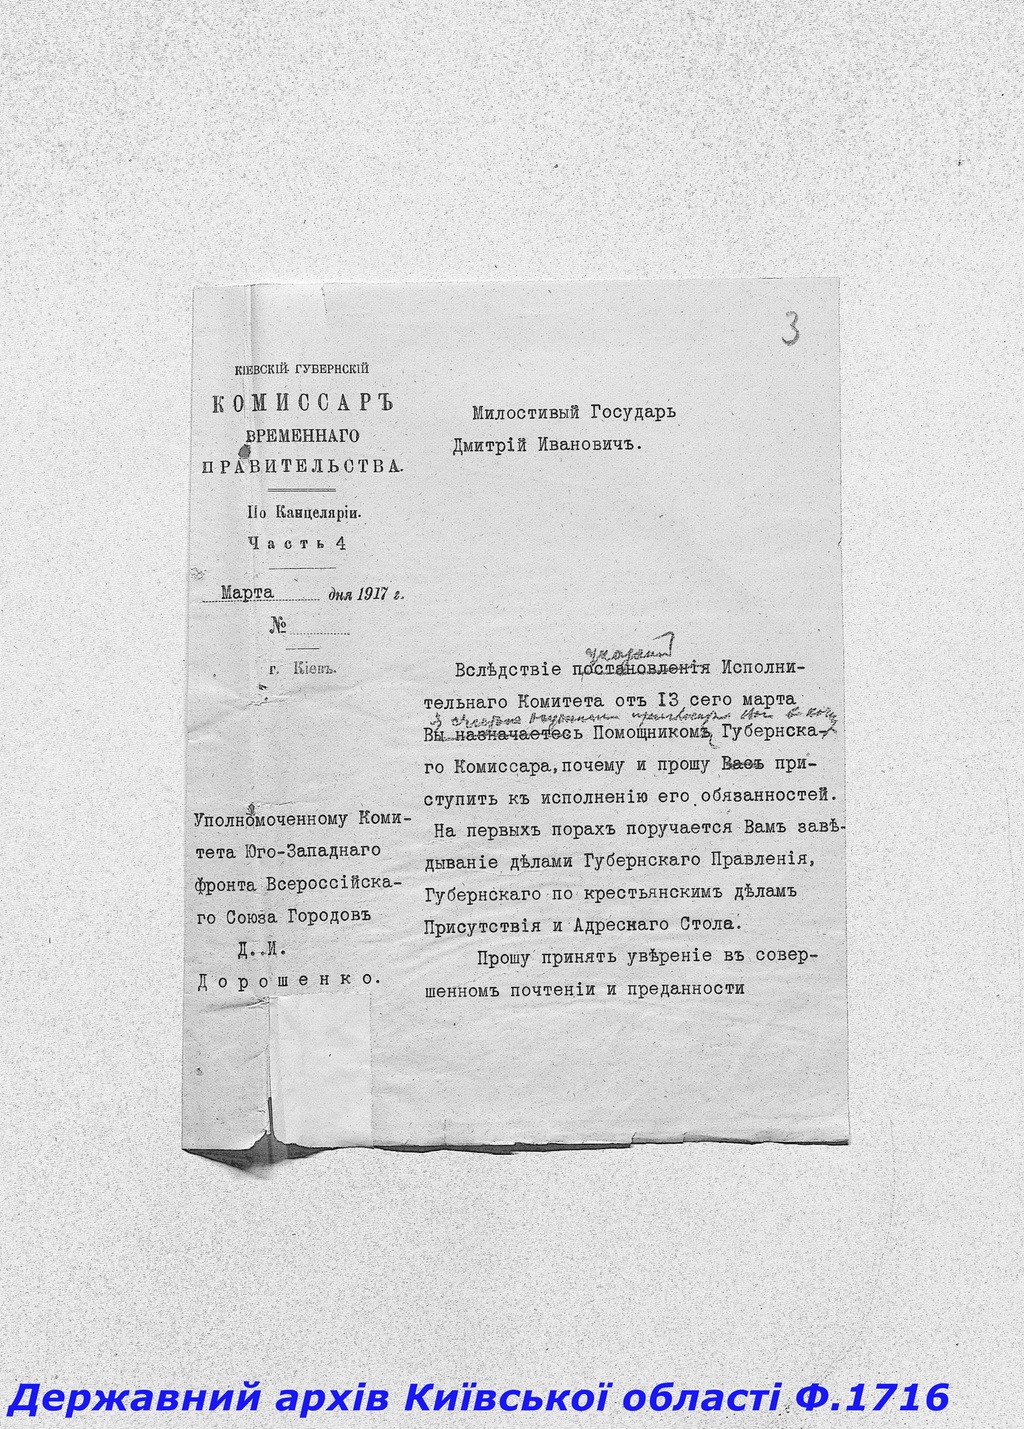 3
КІЕВСКІЙ ГУБЕРНСКІЙ
КОМИССАРЪ
ВРЕМЕННАГО
ПРАВИТЕЛЬСТВА.
По Канцеляріи.
Часть 4
Марта дня 1917 г.
№
г. Кіевъ.
Уполномоченному Коми-
тета Юго-Западнаго
фронта Всероссійска-
го Союза Городовъ
Д. И.
Дорошенко.
Милостивый Государь
Дмитрій Ивановичъ.
Вслѣдствіе постановленія Исполни-
тельнаго Комитета отъ 13 сего марта
Вы назначаетесь Помощникомъ Губернска-
го Комиссара, почему и прошу Васъ при-
ступить къ исполненію его обязанностей.
На первыхъ порахъ поручается Вамъ завѣ-
дываніе дѣлами Губернскаго Правленія,
Губернскаго по крестьянскимъ дѣламъ
Присутствія и Адреснаго Стола.
Прошу принять увѣреніе въ совер-
шенномъ почтеніи и преданности
Державний архів Київської області Ф.1716